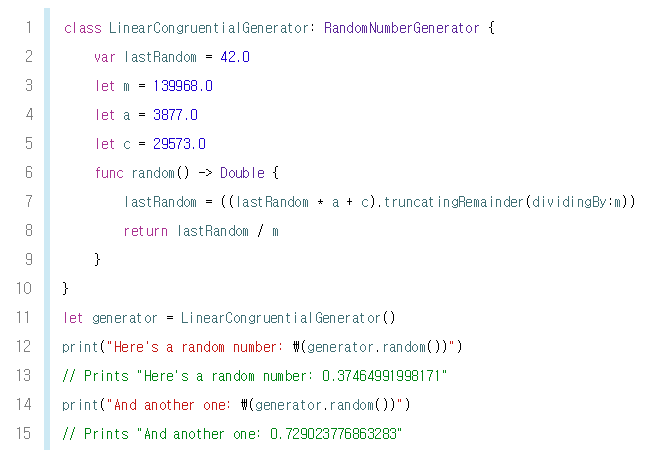 1 class LinearCongruentialGenerator: RandomNumberGenerator {
2 var lastRandom = 42.0
3 let m = 139968.0
4 let a = 3877.0
5 let c = 29573.0
6 func random() -> Double {
7 lastRandom = ((lastRandom * a + c).truncatingRemainder(dividingBy:m))
8 return lastRandom / m
9 }
10 }
11 let generator = LinearCongruentialGenerator()
12 print("Here's a random number: ₩(generator.random())")
13 // Prints "Here's a random number: 0.37464991998171"
14 print("And another one: ₩(generator.random())")
15 // Prints "And another one: 0.729023776863283"